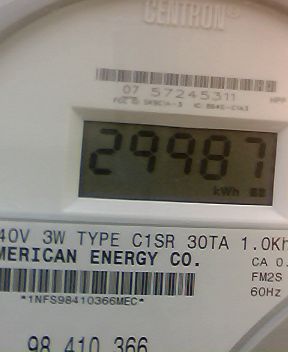 CENTRON®
07 57245311
29987
kWh
40V 3W TYPE C1SR 30TA 1.0Kh
MERICAN ENERGY CO.
CA 0.
FM2S
60Hz
*1NFS98410366MEC*
98 410 366